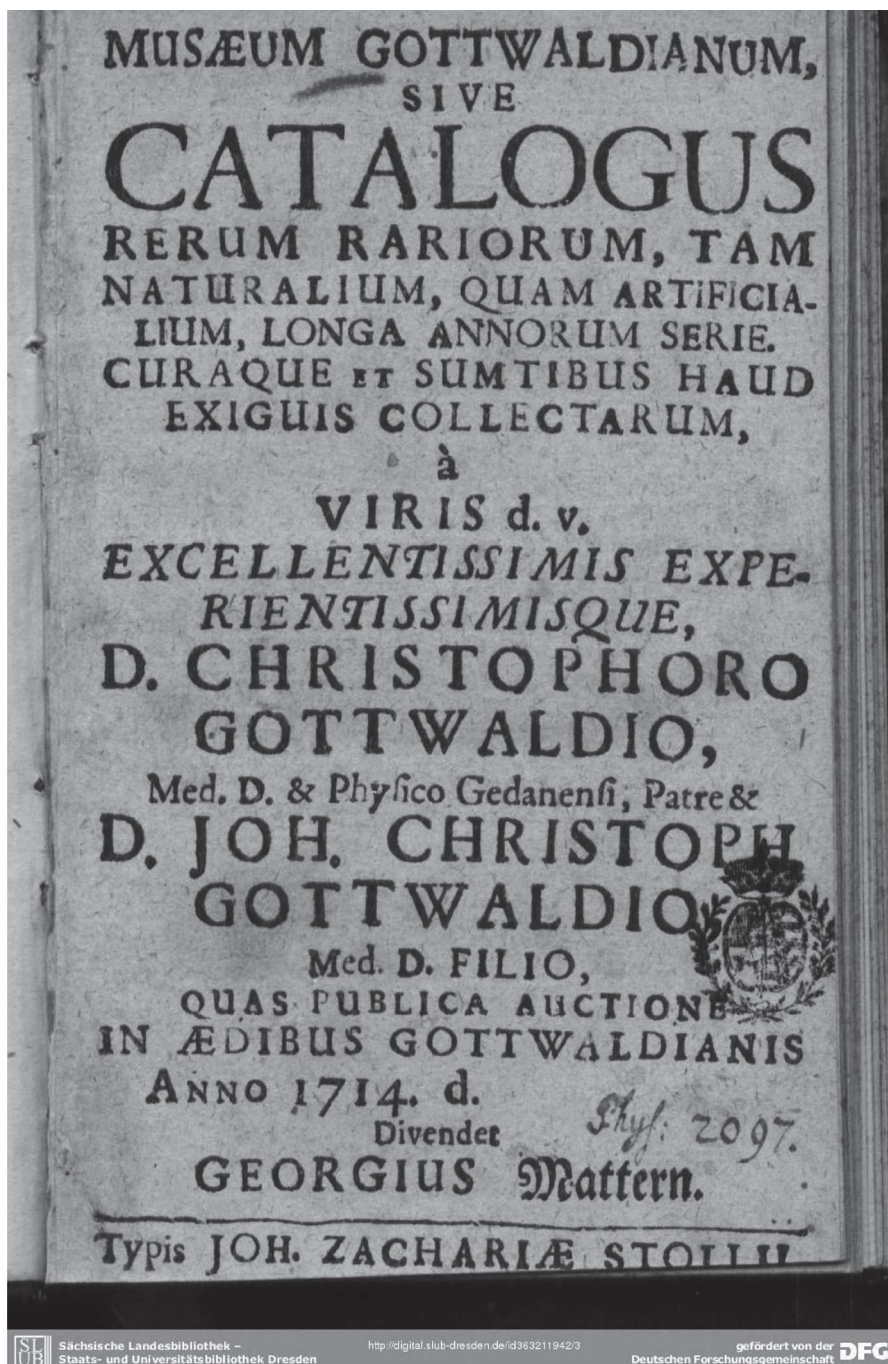 MUSÆUM GOTTWALDIANUM,
SIVE
CATALOGUS
RERUM RARIORUM, TAM
NATURALIUM, QUAM ARTIFICIA-
LIUM, LONGA ANNORUM SERIE.
CURAQUE ET SUMTIBUS HAUD
EXIGUIS COLLECTARUM,
à
VIRIS d. v.
EXCELLENTISSIMIS EXPE-
RIENTISSIMISQUE,
D. CHRISTOPHORO
GOTTWALDIO,
Med. D. & Phyſico Gedanenſi, Patre &
D. JOH. CHRISTOPH
GOTTWALDIO
Med. D. FILIO,
QUAS PUBLICA AUCTIONE
IN ÆDIBUS GOTTWALDIANIS
ANNO 1714. d.
Divendet
Phyſ: 2097.
GEORGIUS Mattern.
Typis JOH. ZACHARIÆ STOLLII
SLUB
Sächsische Landesbibliothek –
Staats- und Universitätsbibliothek Dresden
http://digital.slub-dresden.de/id363211942/3
gefördert von der
Deutschen Forschungsgemeinschaft
DFG